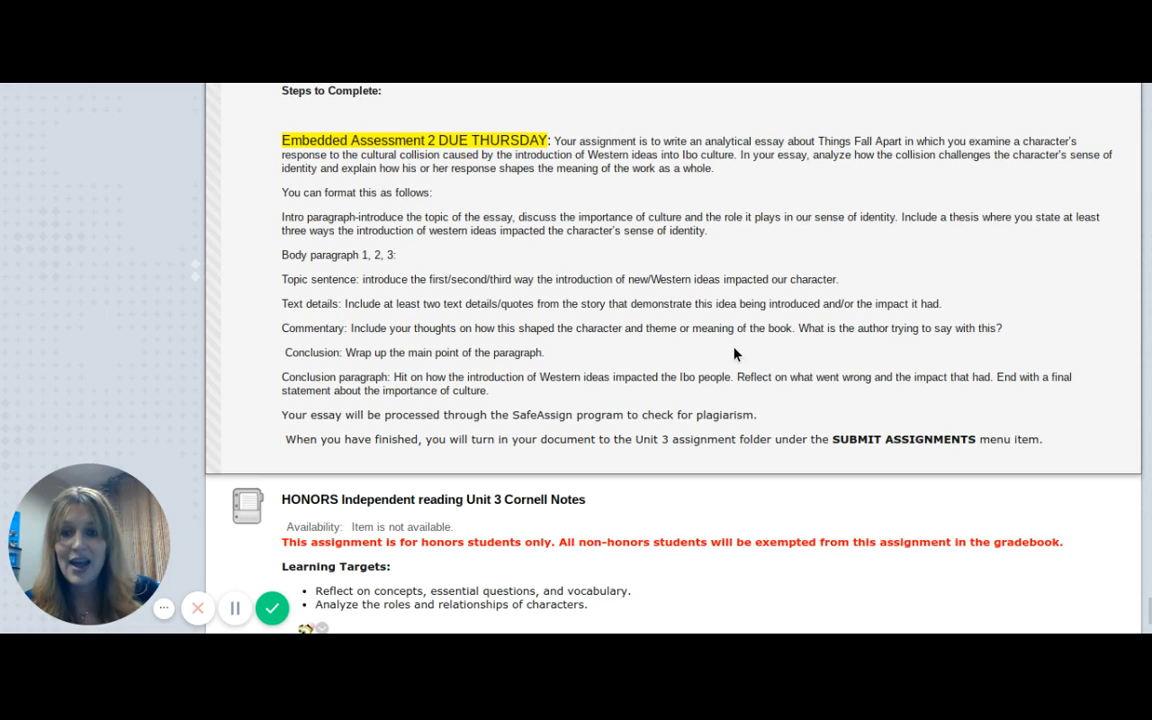 Steps to Complete:
Embedded Assessment 2 DUE THURSDAY: Your assignment is to write an analytical essay about Things Fall Apart in which you examine a character's
response to the cultural collision caused by the introduction of Western ideas into Ibo culture. In your essay, analyze how the collision challenges the character's sense of
identity and explain how his or her response shapes the meaning of the work as a whole.
You can format this as follows:
Intro paragraph-introduce the topic of the essay, discuss the importance of culture and the role it plays in our sense of identity. Include a thesis where you state at least
three ways the introduction of western ideas impacted the character's sense of identity.
Body paragraph 1, 2, 3:
Topic sentence: introduce the first/second/third way the introduction of new/Western ideas impacted our character.
Text details: Include at least two text details/quotes from the story that demonstrate this idea being introduced and/or the impact it had.
Commentary: Include your thoughts on how this shaped the character and theme or meaning of the book. What is the author trying to say with this?
Conclusion: Wrap up the main point of the paragraph.
Conclusion paragraph: Hit on how the introduction of Western ideas impacted the Ibo people. Reflect on what went wrong and the impact that had. End with a final
statement about the importance of culture.
Your essay will be processed through the SafeAssign program to check for plagiarism.
When you have finished, you will turn in your document to the Unit 3 assignment folder under the SUBMIT ASSIGNMENTS menu item.
HONORS Independent reading Unit 3 Cornell Notes
Availability: Item is not available.
This assignment is for honors students only. All non-honors students will be exempted from this assignment in the gradebook.
Learning Targets:
• Reflect on concepts, essential questions, and vocabulary.
• Analyze the roles and relationships of characters.